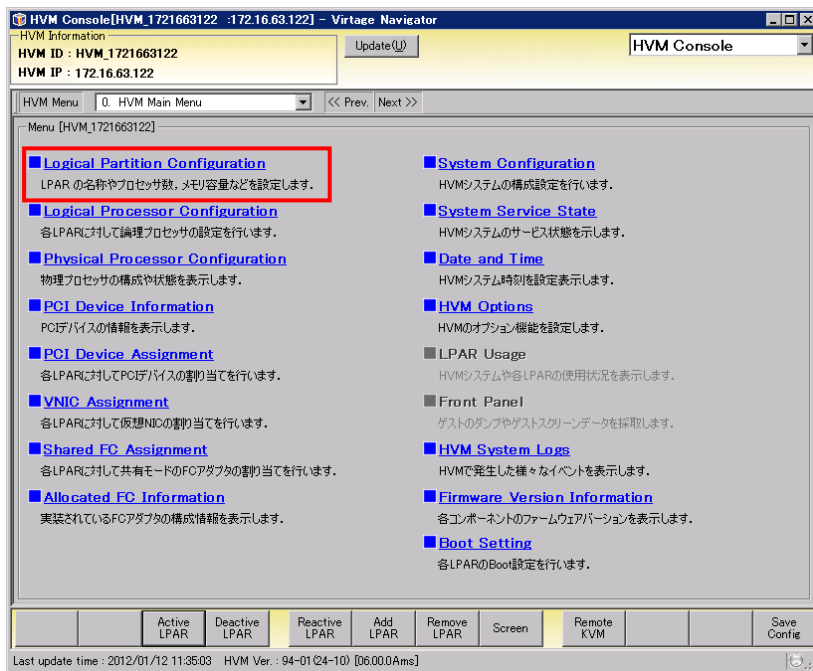 HVM Console[HVM_1721663122 :172.16.63.122] - Virtage Navigator
HVM Information
HVM ID : HVM_1721663122
HVM IP : 172.16.63.122
Update(U)
HVM Console
HVM Menu
0. HVM Main Menu
<< Prev.
Next >>
Menu [HVM_1721663122]
Logical Partition Configuration
LPAR の名称やプロセッサ数, メモリ容量などを設定します.
Logical Processor Configuration
各LPARに対して論理プロセッサの設定を行います.
Physical Processor Configuration
物理プロセッサの構成や状態を表示します.
PCI Device Information
PCIデバイスの情報を表示します.
PCI Device Assignment
各LPARに対してPCIデバイスの割り当てを行います.
VNIC Assignment
各LPARに対して仮想NICの割り当てを行います.
Shared FC Assignment
各LPARに対して共有モードのFCアダプタの割り当てを行います.
Allocated FC Information
実装されているFCアダプタの構成情報を表示します.
System Configuration
HVMシステムの構成設定を行います.
System Service State
HVMシステムのサービス状態を示します.
Date and Time
HVMシステム時刻を設定表示します.
HVM Options
HVMのオプション機能を設定します.
LPAR Usage
HVMシステムや各LPARの使用状況を表示します.
Front Panel
ゲストのダンプやゲストスクリーンデータを採取します.
HVM System Logs
HVMで発生した様々なイベントを表示します.
Firmware Version Information
各コンポーネントのファームウェアバージョンを表示します.
Boot Setting
各LPARのBoot設定を行います.
Active LPAR
Deactive LPAR
Reactive LPAR
Add LPAR
Remove LPAR
Screen
Remote KVM
Save Config
Last update time : 2012/01/12 11:35:03 HVM Ver. : 94-01(24-10) [06.00.0Ams]